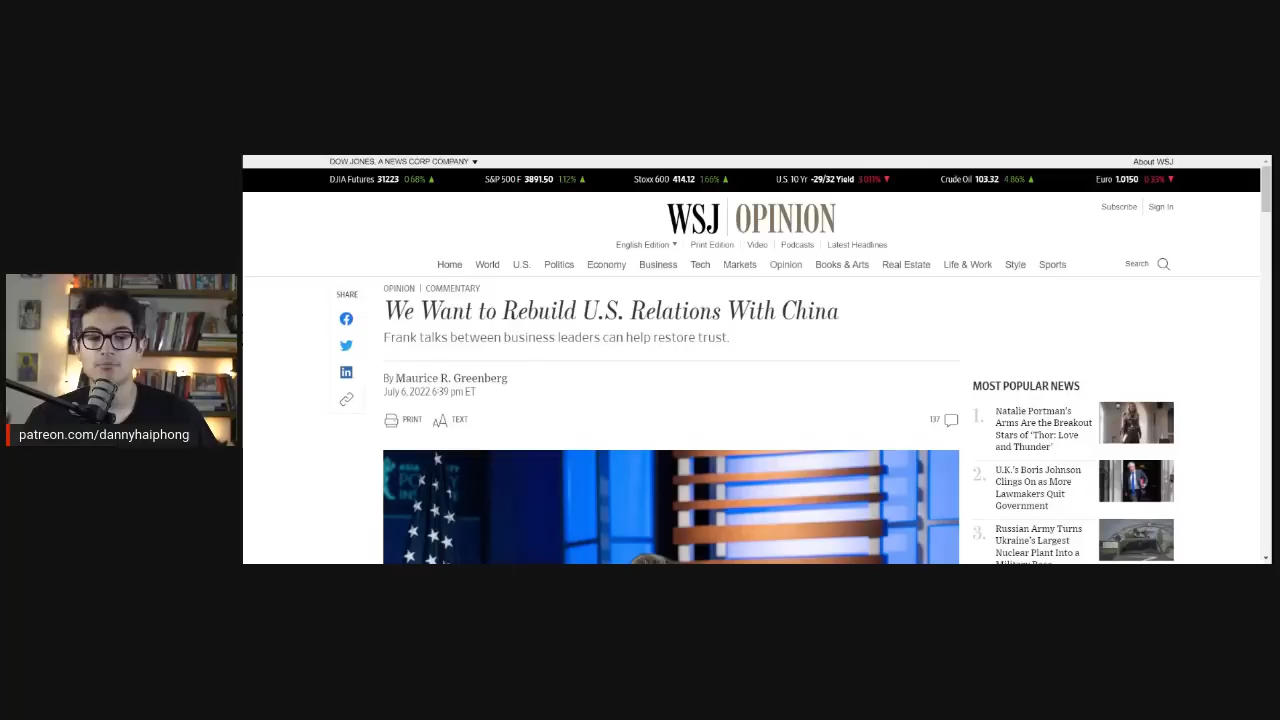 DOW JONES, A NEWS CORP COMPANY
About WSJ
DJIA Futures 31223 0.68%
S&P 500 F 3891.50 1.12%
Stoxx 600 414.12 1.66%
U.S. 10 Yr -29/32 Yield 3.011%
Crude Oil 103.32 4.86%
Euro 1.0150 0.33%
WSJ OPINION
Subscribe
Sign In
English Edition
Print Edition
Video
Podcasts
Latest Headlines
Home World U.S. Politics Economy Business Tech Markets Opinion Books & Arts Real Estate Life & Work Style Sports
Search
SHARE
OPINION | COMMENTARY
We Want to Rebuild U.S. Relations With China
Frank talks between business leaders can help restore trust.
By Maurice R. Greenberg
July 6, 2022 6:39 pm ET
PRINT
TEXT
137
MOST POPULAR NEWS
1.
Natalie Portman's
Arms Are the Breakout
Stars of 'Thor: Love
and Thunder'
2.
U.K.'s Boris Johnson
Clings On as More
Lawmakers Quit
Government
3.
Russian Army Turns
Ukraine's Largest
Nuclear Plant Into a
patreon.com/dannyhaiphong